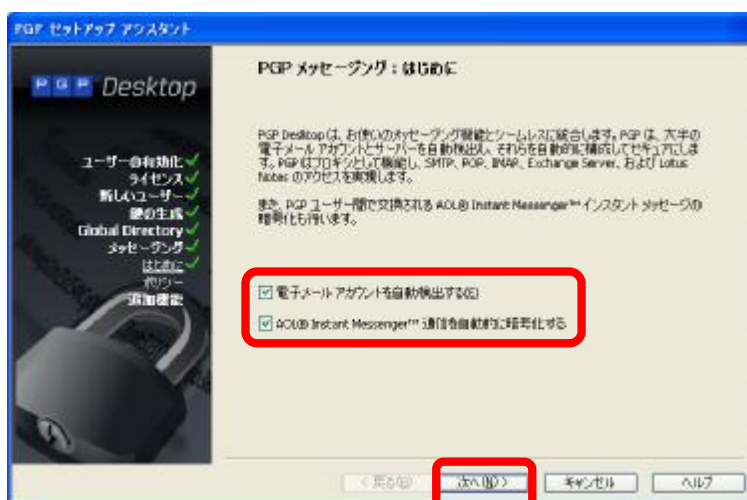 PGP セットアップ アシスタント
PGP Desktop
ユーザーの有効化
ライセンス
新しいユーザー
鍵の生成
Global Directory
メッセージング
はじめに
ポリシー
追加機能
PGP メッセージング : はじめに
PGP Desktop は、お使いのメッセージング機能とシームレスに統合します。PGP は、大半の
電子メール アカウントとサーバーを自動検出し、それらを自動的に構成してセキュアにしま
す。PGP はプロキシとして機能し、SMTP、POP、IMAP、Exchange Server、および Lotus
Notes のアクセスを実現します。
また、PGP ユーザー間で交換される AOL® Instant Messenger™ インスタント メッセージの
暗号化も行います。
電子メール アカウントを自動検出する(E)
AOL® Instant Messenger™ 通信を自動的に暗号化する
< 戻る(B)
次へ(N) >
キャンセル
ヘルプ